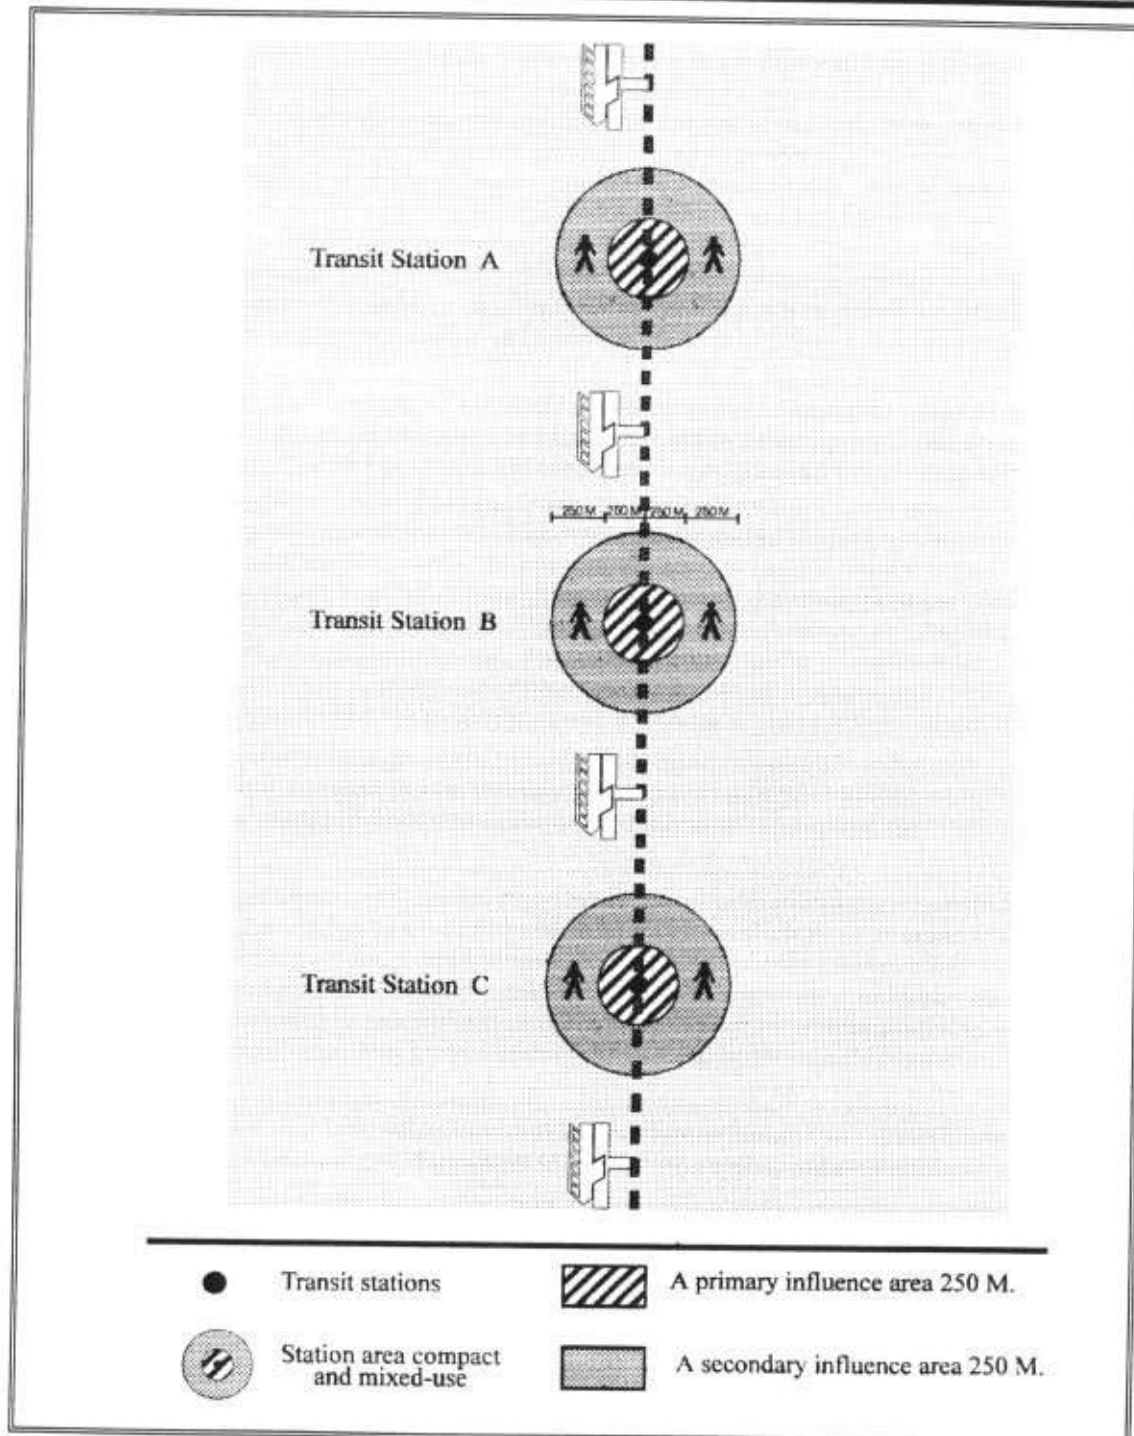 Transit Station A
250 M. 250 M. 250 M. 250 M.
Transit Station B
Transit Station C
Transit stations
A primary influence area 250 M.
Station area compact
and mixed-use
A secondary influence area 250 M.